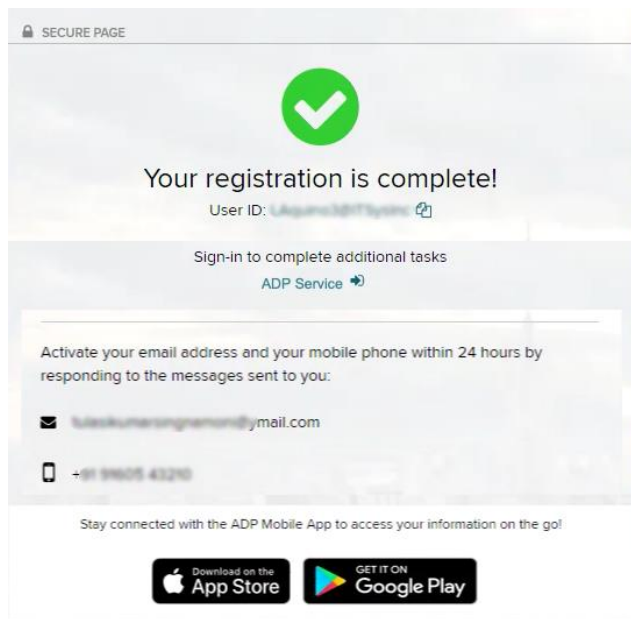 SECURE PAGE
Your registration is complete!
User ID:
Sign-in to complete additional tasks
ADP Service
Activate your email address and your mobile phone within 24 hours by
responding to the messages sent to you:
ymail.com
+
Stay connected with the ADP Mobile App to access your information on the go!
Download on the
App Store
GET IT ON
Google Play